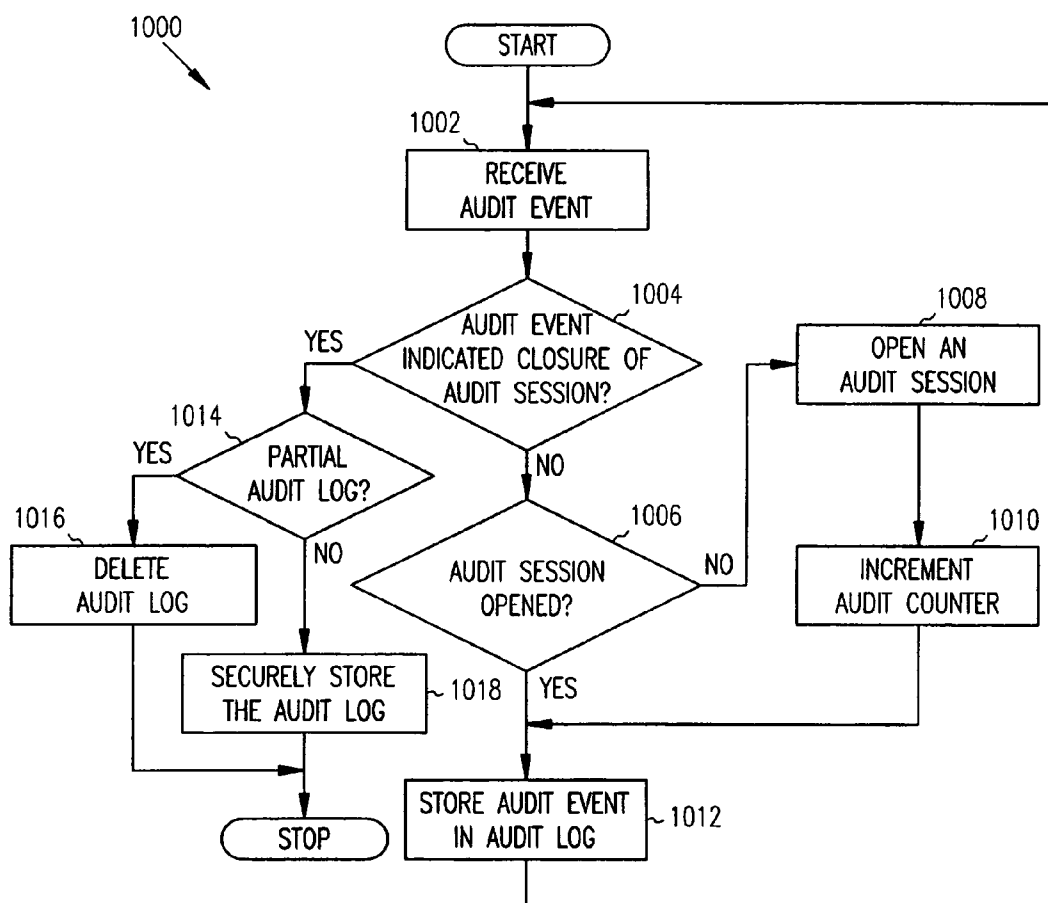 1000
START
1002
RECEIVE
AUDIT EVENT
1004
AUDIT EVENT
INDICATED CLOSURE OF
AUDIT SESSION?
YES
NO
1008
OPEN AN
AUDIT SESSION
1014
PARTIAL
AUDIT LOG?
YES
NO
1006
AUDIT SESSION
OPENED?
NO
YES
1010
INCREMENT
AUDIT COUNTER
1016
DELETE
AUDIT LOG
SECURELY STORE
THE AUDIT LOG
1018
STORE AUDIT EVENT
IN AUDIT LOG
1012
STOP